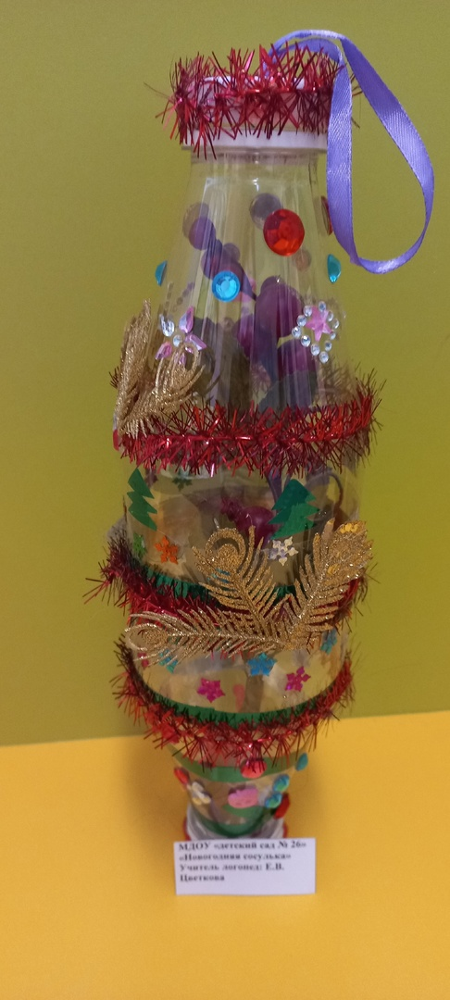 МДОУ «детский сад № 26»
«Новогодняя сосулька»
Учитель логопед: Е.В.
Цветкова